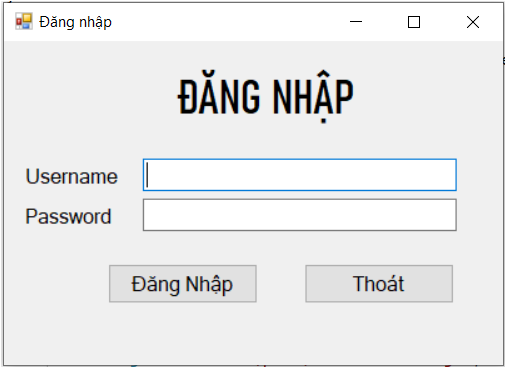 Đăng nhập
ĐĂNG NHẬP
Username
Password
Đăng Nhập Thoát